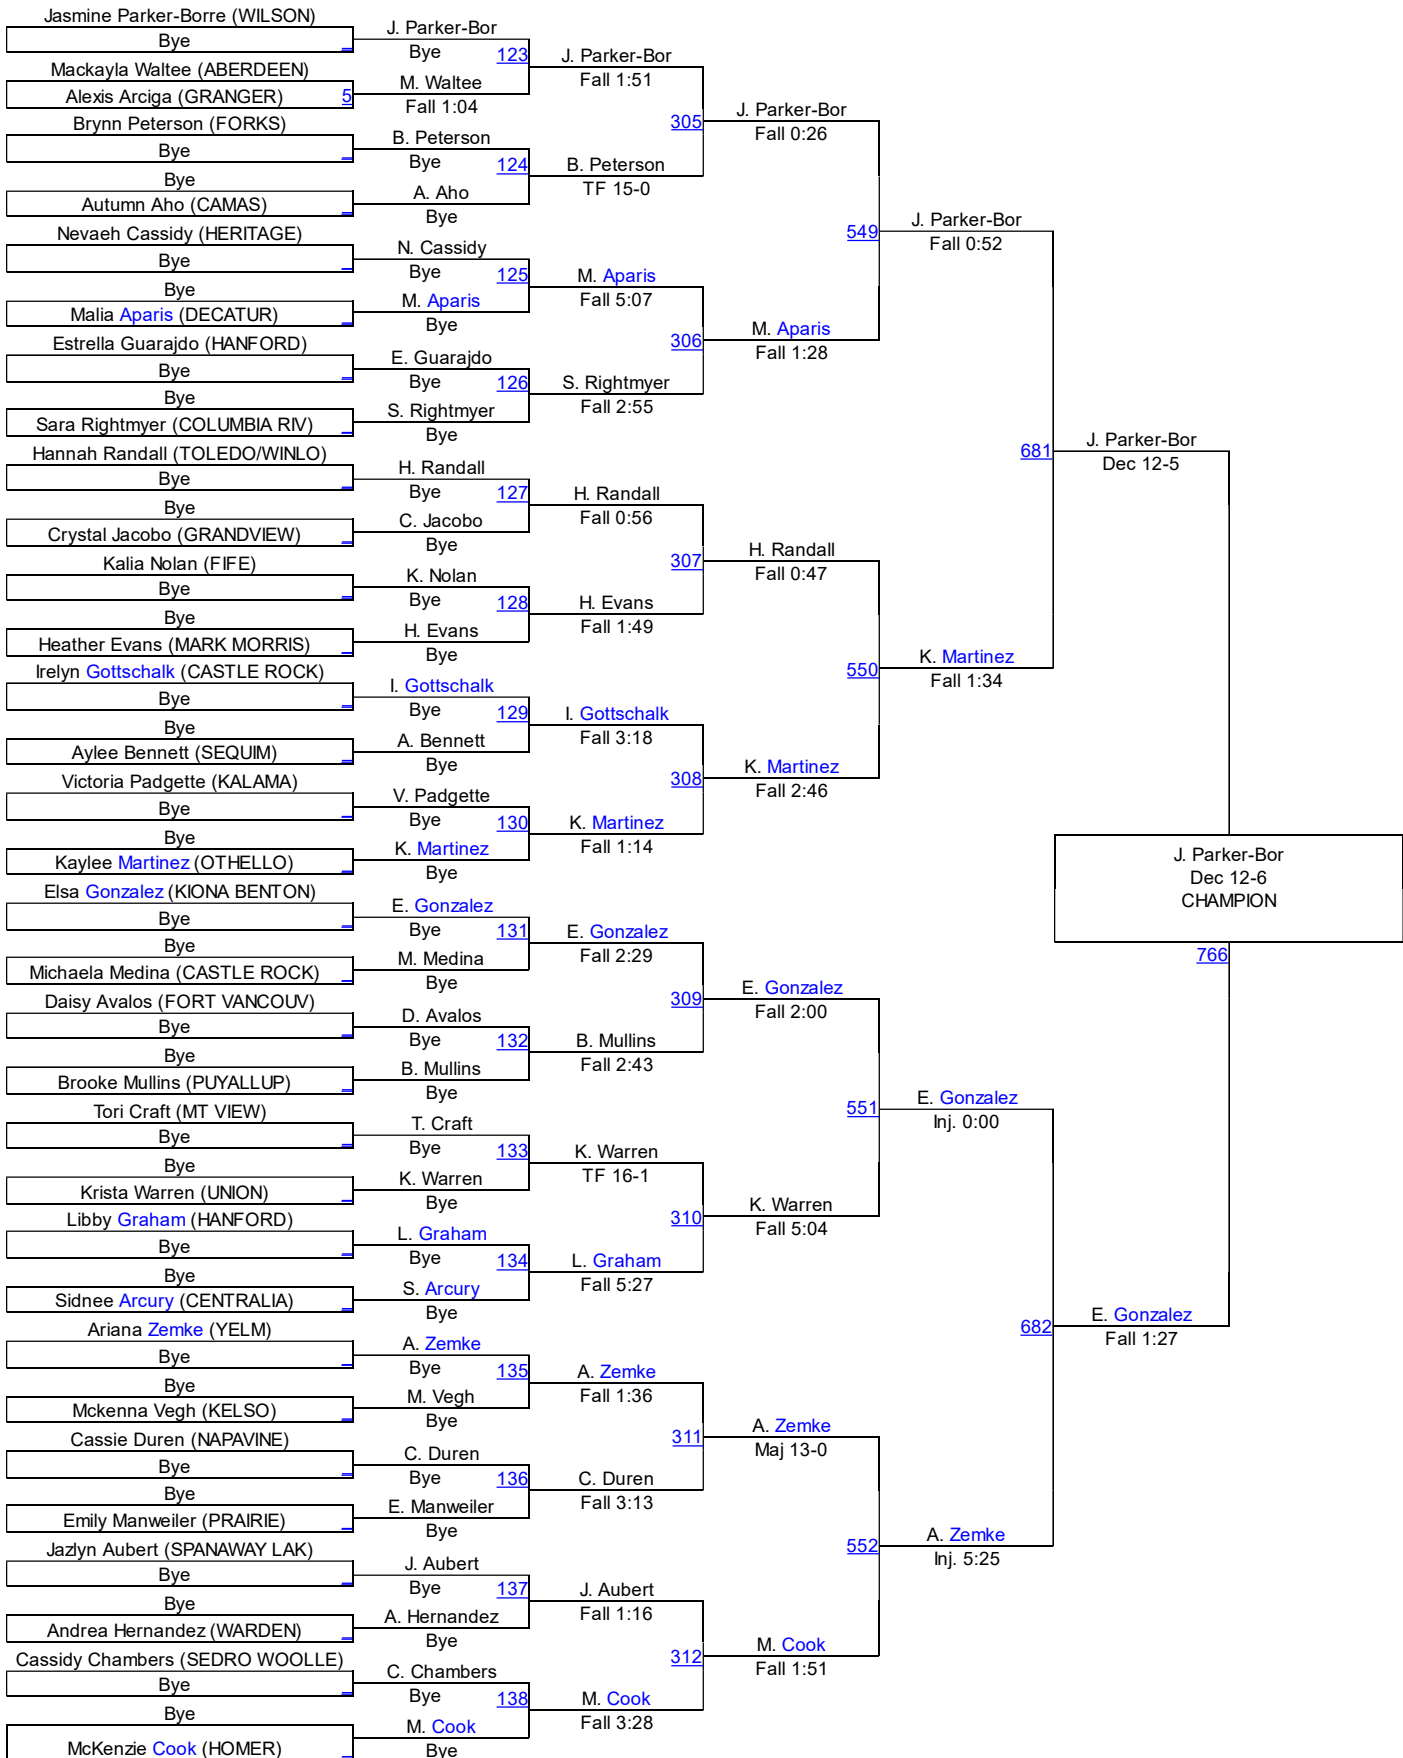 Jasmine Parker-Borre (WILSON)
Bye
Mackayla Waltee (ABERDEEN)
Alexis Arciga (GRANGER) 5
Brynn Peterson (FORKS)
Bye
Bye
Autumn Aho (CAMAS)
Nevaeh Cassidy (HERITAGE)
Bye
Bye
Malia Aparis (DECATUR)
Estrella Guarajdo (HANFORD)
Bye
Bye
Sara Rightmyer (COLUMBIA RIV)
Hannah Randall (TOLEDO/WINLO)
Bye
Bye
Crystal Jacobo (GRANDVIEW)
Kalia Nolan (FIFE)
Bye
Bye
Heather Evans (MARK MORRIS)
Irelyn Gottschalk (CASTLE ROCK)
Bye
Bye
Aylee Bennett (SEQUIM)
Victoria Padgette (KALAMA)
Bye
Bye
Kaylee Martinez (OTHELLO)
Elsa Gonzalez (KIONA BENTON)
Bye
Bye
Michaela Medina (CASTLE ROCK)
Daisy Avalos (FORT VANCOUV)
Bye
Bye
Brooke Mullins (PUYALLUP)
Tori Craft (MT VIEW)
Bye
Bye
Krista Warren (UNION)
Libby Graham (HANFORD)
Bye
Bye
Sidnee Arcury (CENTRALIA)
Ariana Zemke (YELM)
Bye
Bye
Mckenna Vegh (KELSO)
Cassie Duren (NAPAVINE)
Bye
Bye
Emily Manweiler (PRAIRIE)
Jazlyn Aubert (SPANAWAY LAK)
Bye
Bye
Andrea Hernandez (WARDEN)
Cassidy Chambers (SEDRO WOOLLE)
Bye
Bye
McKenzie Cook (HOMER)
J. Parker-Bor
Bye 123
M. Waltee
Fall 1:04
B. Peterson
Bye 124
A. Aho
Bye
N. Cassidy
Bye 125
M. Aparis
Bye
E. Guarajdo
Bye 126
S. Rightmyer
Bye
H. Randall
Bye 127
C. Jacobo
Bye
K. Nolan
Bye 128
H. Evans
Bye
I. Gottschalk
Bye 129
A. Bennett
Bye
V. Padgette
Bye 130
K. Martinez
Bye
E. Gonzalez
Bye 131
M. Medina
Bye
D. Avalos
Bye 132
B. Mullins
Bye
T. Craft
Bye 133
K. Warren
Bye
L. Graham
Bye 134
S. Arcury
Bye
A. Zemke
Bye 135
M. Vegh
Bye
C. Duren
Bye 136
E. Manweiler
Bye
J. Aubert
Bye 137
A. Hernandez
Bye
C. Chambers
Bye 138
M. Cook
Bye
J. Parker-Bor
Fall 1:51
305
B. Peterson
TF 15-0
M. Aparis
Fall 5:07
306
S. Rightmyer
Fall 2:55
H. Randall
Fall 0:56
307
H. Evans
Fall 1:49
I. Gottschalk
Fall 3:18
308
K. Martinez
Fall 1:14
E. Gonzalez
Fall 2:29
309
B. Mullins
Fall 2:43
K. Warren
TF 16-1
310
L. Graham
Fall 5:27
A. Zemke
Fall 1:36
311
C. Duren
Fall 3:13
J. Aubert
Fall 1:16
312
M. Cook
Fall 3:28
J. Parker-Bor
Fall 0:26
549
M. Aparis
Fall 1:28
H. Randall
Fall 0:47
550
K. Martinez
Fall 2:46
E. Gonzalez
Fall 2:00
551
K. Warren
Fall 5:04
A. Zemke
Maj 13-0
552
M. Cook
Fall 1:51
J. Parker-Bor
Fall 0:52
681
K. Martinez
Fall 1:34
E. Gonzalez
Inj. 0:00
682
A. Zemke
Inj. 5:25
J. Parker-Bor
Dec 12-5
J. Parker-Bor
Dec 12-6
CHAMPION
766
E. Gonzalez
Fall 1:27